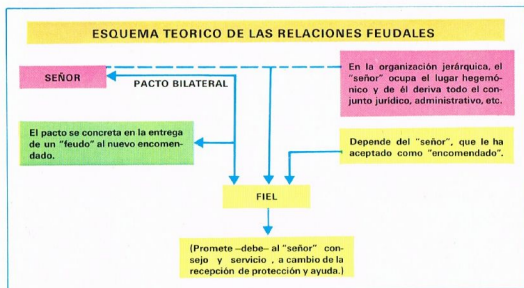 ESQUEMA TEORICO DE LAS RELACIONES FEUDALES
SEÑOR
PACTO BILATERAL
En la organización jerárquica, el
"señor" ocupa el lugar hegemó-
nico y de él deriva todo el con-
junto jurídico, administrativo, etc.
El pacto se concreta en la entrega
de un "feudo" al nuevo encomen-
dado.
Depende del "señor", que le ha
aceptado como "encomendado".
FIEL
(Promete –debe– al "señor" con-
sejo y servicio , a cambio de la
recepción de protección y ayuda.)